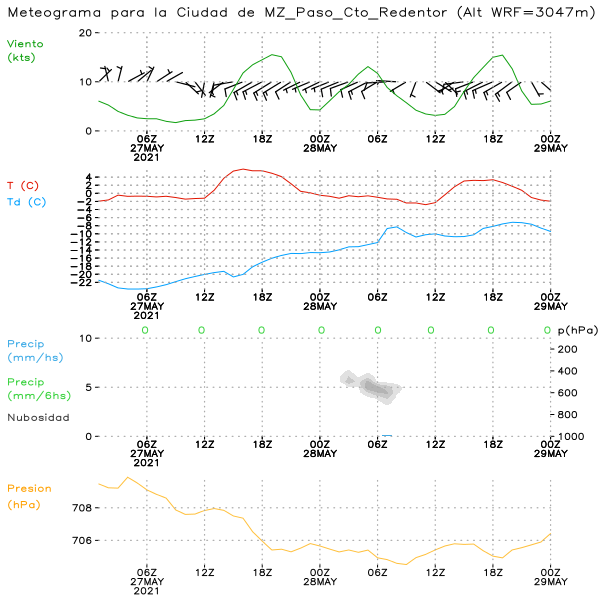 Meteograma para la Ciudad de MZ_Paso_Cto_Redentor (Alt WRF=3047m)
Viento
(kts)
20
10
0
06Z 12Z 18Z 00Z 06Z 12Z 18Z 00Z
27MAY 28MAY 29MAY
2021
T (C)
Td (C)
4
2
0
-2
-4
-6
-8
-10
-12
-14
-16
-18
-20
-22
06Z 12Z 18Z 00Z 06Z 12Z 18Z 00Z
27MAY 28MAY 29MAY
2021
0 0 0 0 0 0 0 0
p(hPa)
Precip
(mm/hs)
Precip
(mm/6hs)
Nubosidad
10
5
0
200
400
600
800
1000
06Z 12Z 18Z 00Z 06Z 12Z 18Z 00Z
27MAY 28MAY 29MAY
2021
Presion
(hPa)
708
706
06Z 12Z 18Z 00Z 06Z 12Z 18Z 00Z
27MAY 28MAY 29MAY
2021